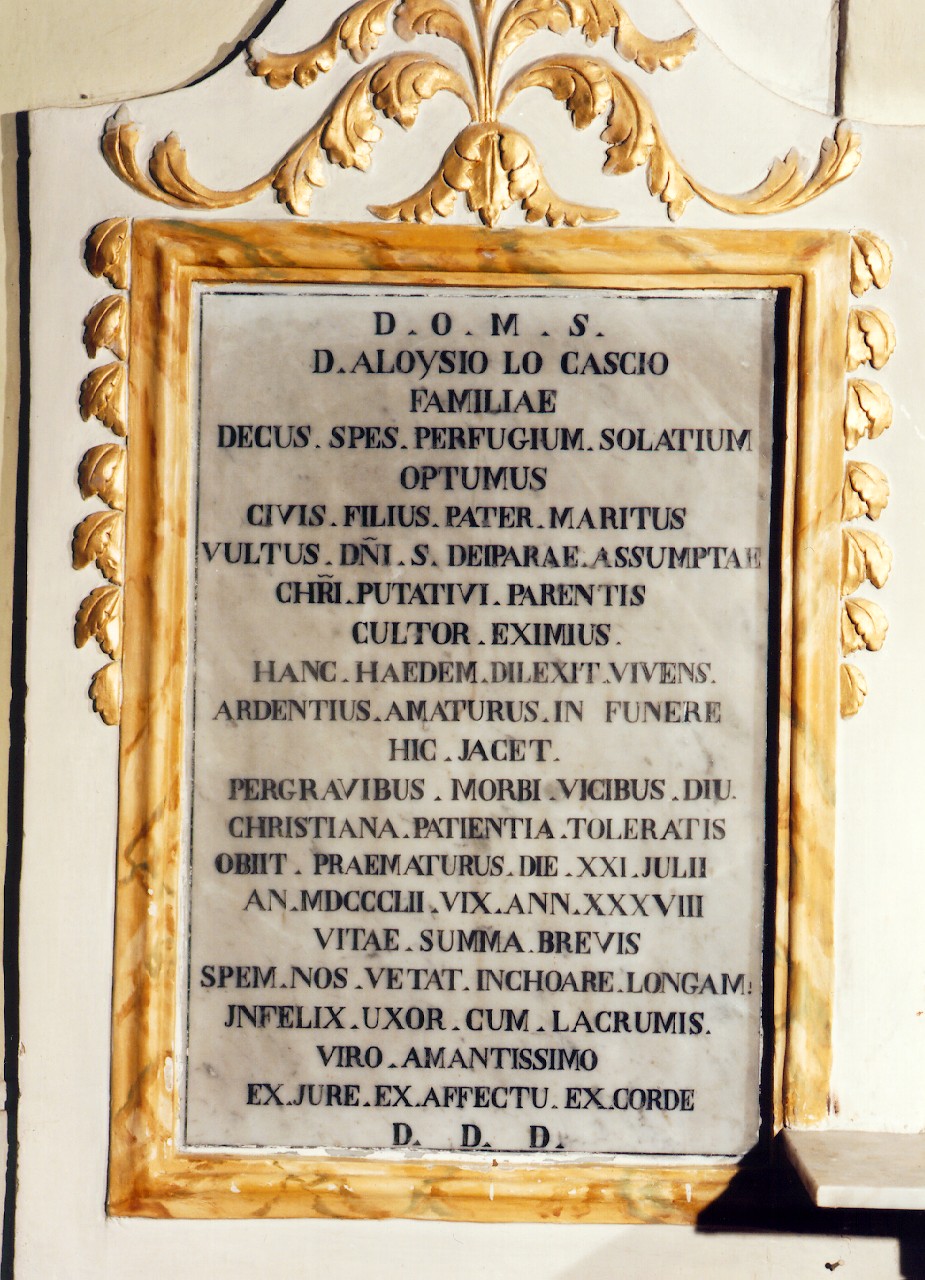 D . O . M . S.
D.ALOYSIO LO CASCIO
FAMILIAE
DECUS. SPES. PERFUGIUM. SOLATIUM
OPTUMUS
CIVIS. FILIUS. PATER. MARITUS
VULTUS. DÑI. S. DEIPARAE. ASSUMPTAE
CHR̃I. PUTATIVI. PARENTIS
CULTOR. EXIMIUS.
HANC. HAEDEM. DILEXIT. VIVENS.
ARDENTIUS. AMATURUS. IN FUNERE
HIC. JACET.
PERGRAVIBUS. MORBI. VICIBUS. DIU.
CHRISTIANA. PATIENTIA. TOLERATIS
OBIIT. PRAEMATURUS. DIE. XXI. JULII
AN. MDCCCLII. VIX. ANN. XXXVIII
VITAE. SUMMA. BREVIS
SPEM. NOS. VETAT. INCHOARE. LONGAM:
JNFELIX. UXOR. CUM. LACRUMIS.
VIRO. AMANTISSIMO
EX. JURE. EX. AFFECTU. EX. CORDE
D. D. D.